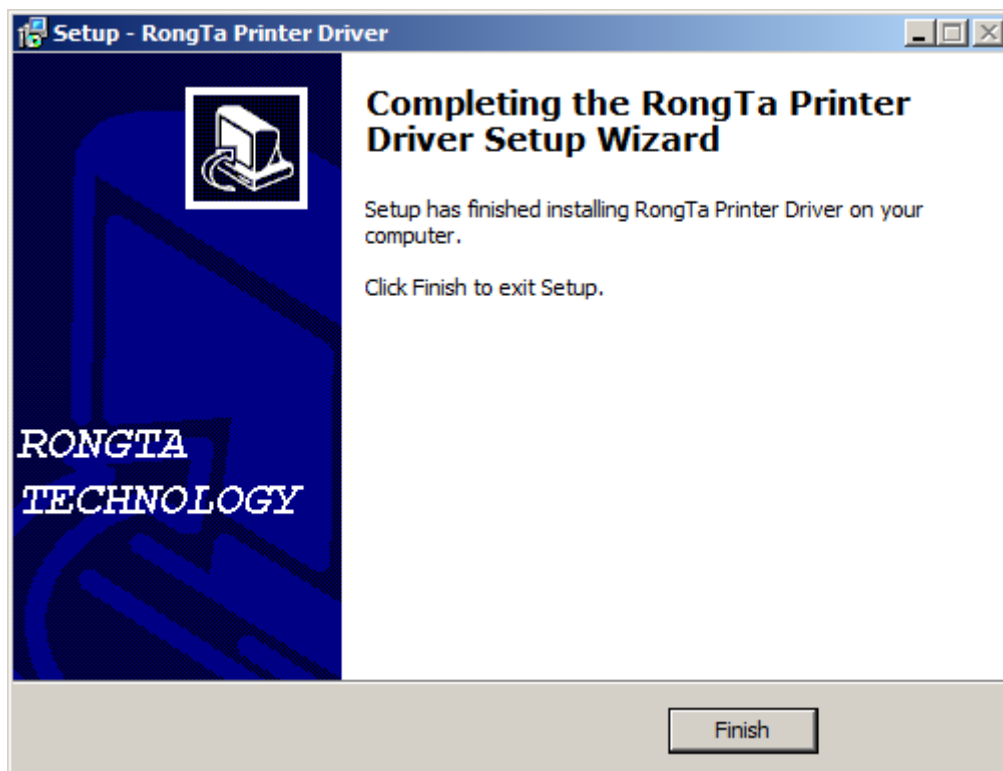 Setup - RongTa Printer Driver
Completing the RongTa Printer
Driver Setup Wizard
Setup has finished installing RongTa Printer Driver on your
computer.
Click Finish to exit Setup.
RONGTA
TECHNOLOGY
Finish